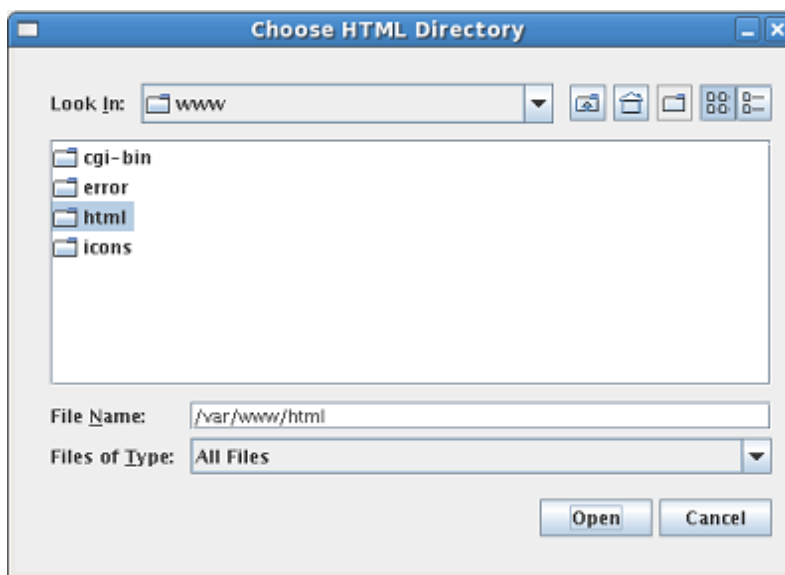 Choose HTML Directory
Look In: www
cgi-bin
error
html
icons
File Name: /var/www/html
Files of Type: All Files
Open Cancel